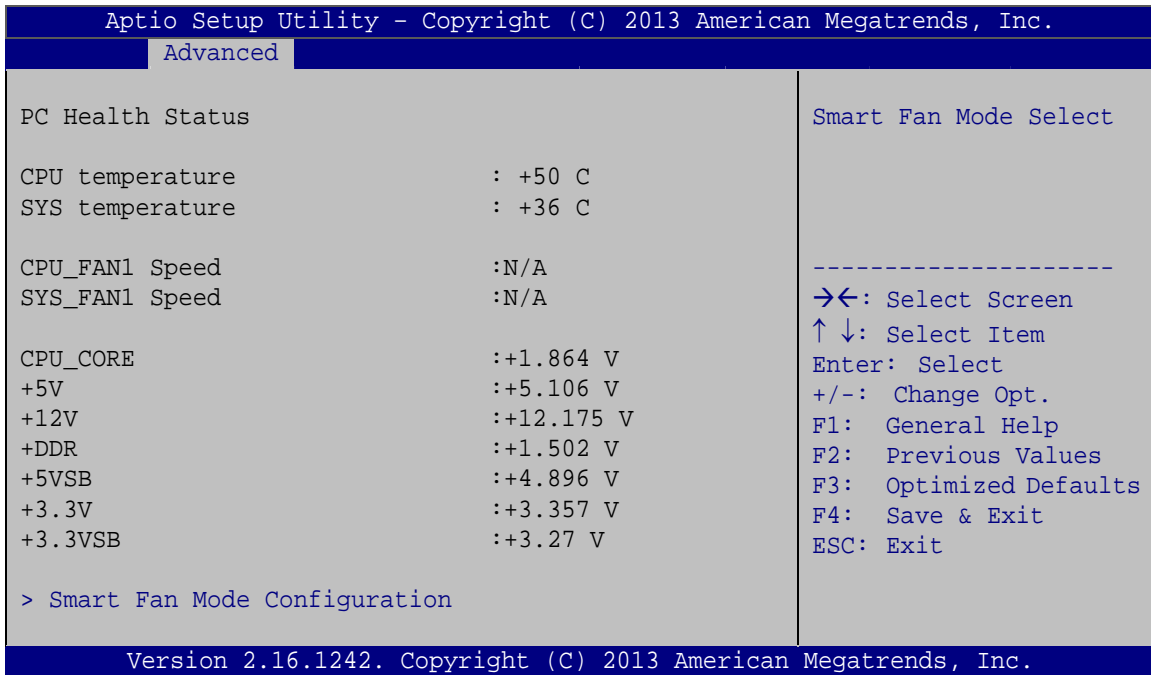 Aptio Setup Utility – Copyright (C) 2013 American Megatrends, Inc.
Advanced
PC Health Status
CPU temperature : +50 C
SYS temperature : +36 C
CPU_FAN1 Speed :N/A
SYS_FAN1 Speed :N/A
CPU_CORE :+1.864 V
+5V :+5.106 V
+12V :+12.175 V
+DDR :+1.502 V
+5VSB :+4.896 V
+3.3V :+3.357 V
+3.3VSB :+3.27 V
> Smart Fan Mode Configuration
Smart Fan Mode Select
---------------------
→←: Select Screen
↑ ↓: Select Item
Enter: Select
+/-: Change Opt.
F1: General Help
F2: Previous Values
F3: Optimized Defaults
F4: Save & Exit
ESC: Exit
Version 2.16.1242. Copyright (C) 2013 American Megatrends, Inc.